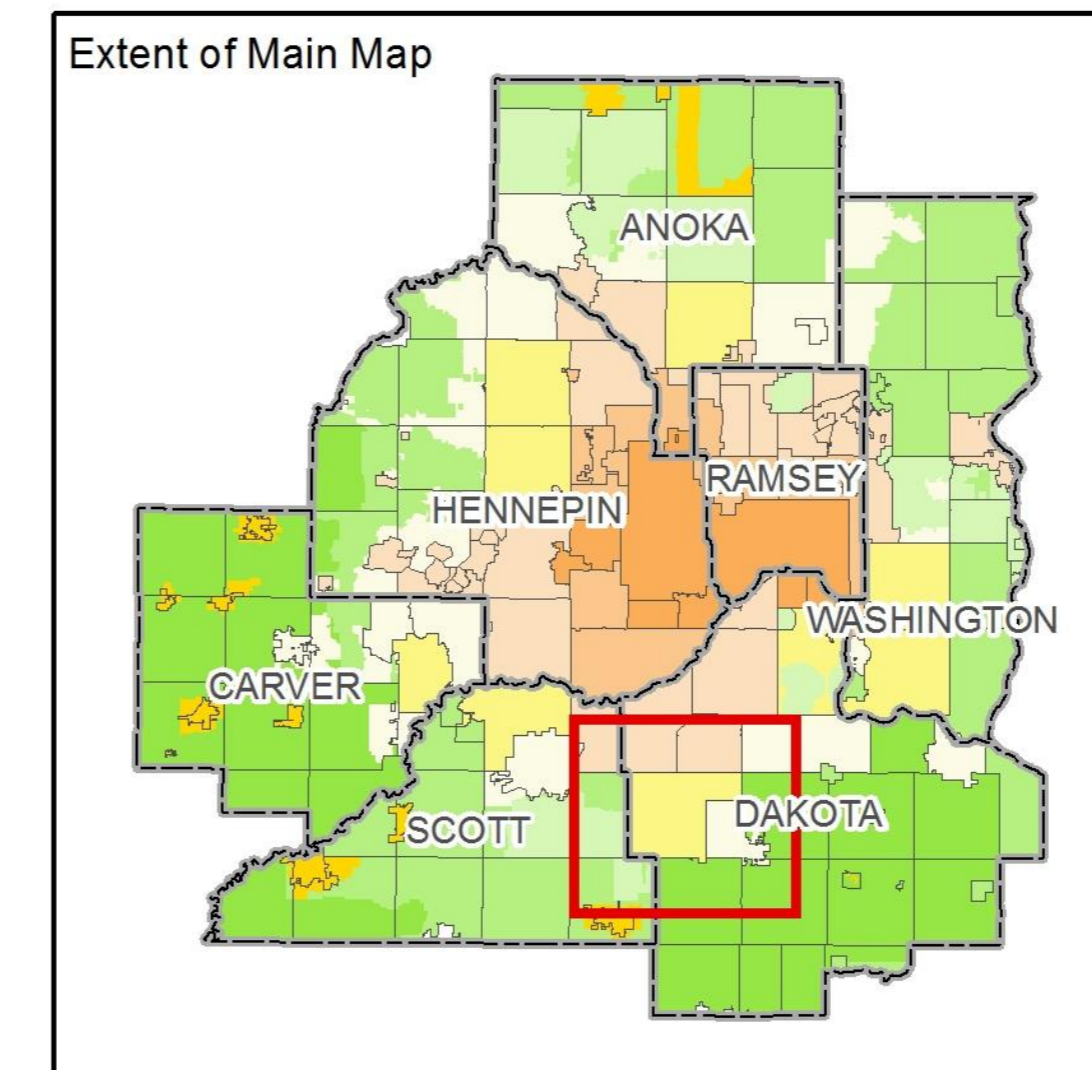 Extent of Main Map
ANOKA
RAMSEY
HENNEPIN
WASHINGTON
CARVER
DAKOTA
SCOTT